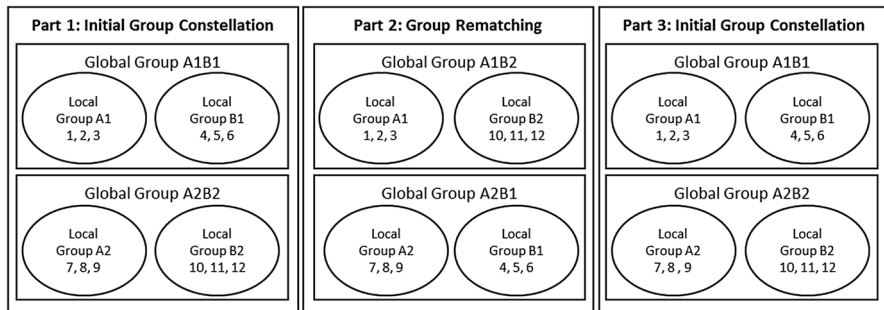 Part 1: Initial Group Constellation
Global Group A1B1
Local
Group A1
1, 2, 3
Local
Group B1
4, 5, 6
Global Group A2B2
Local
Group A2
7, 8, 9
Local
Group B2
10, 11, 12
Part 2: Group Rematching
Global Group A1B2
Local
Group A1
1, 2, 3
Local
Group B2
10, 11, 12
Global Group A2B1
Local
Group A2
7, 8, 9
Local
Group B1
4, 5, 6
Part 3: Initial Group Constellation
Global Group A1B1
Local
Group A1
1, 2, 3
Local
Group B1
4, 5, 6
Global Group A2B2
Local
Group A2
7, 8 , 9
Local
Group B2
10, 11, 12